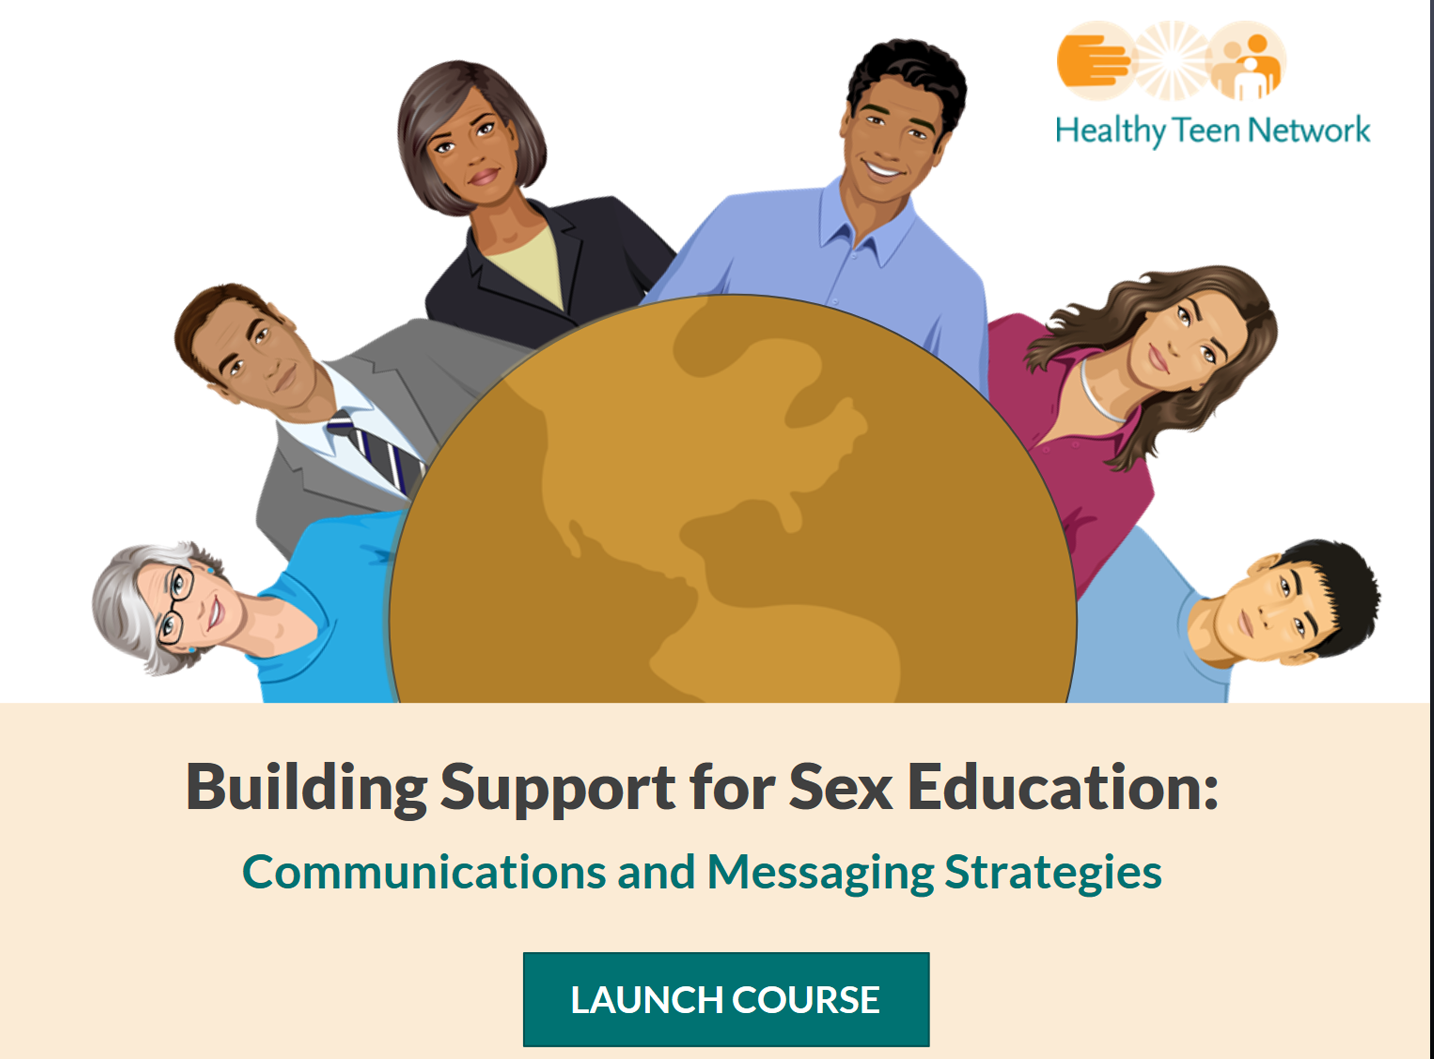 Healthy Teen Network
Building Support for Sex Education:
Communications and Messaging Strategies
LAUNCH COURSE